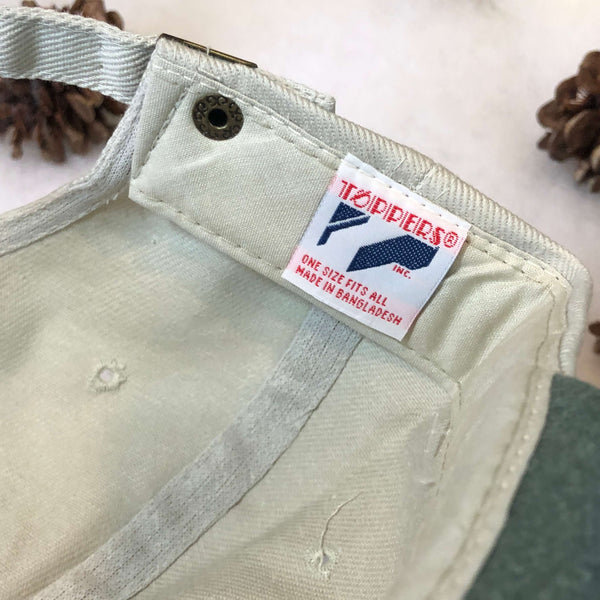 TOPPERS®
INC.
ONE SIZE FITS ALL
MADE IN BANGLADESH